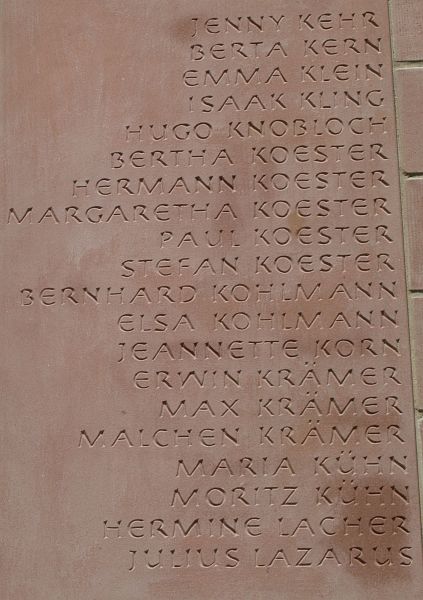 JENNY KEHR
BERTA KERN
EMMA KLEIN
ISAAK KLING
HUGO KNOBLOCH
BERTHA KOESTER
HERMANN KOESTER
MARGARETHA KOESTER
PAUL KOESTER
STEFAN KOESTER
BERNHARD KOHLMANN
ELSA KOHLMANN
JEANNETTE KORN
ERWIN KRÄMER
MAX KRÄMER
MALCHEN KRÄMER
MARIA KÜHN
MORITZ KÜHN
HERMINE LACHER
JULIUS LAZARUS